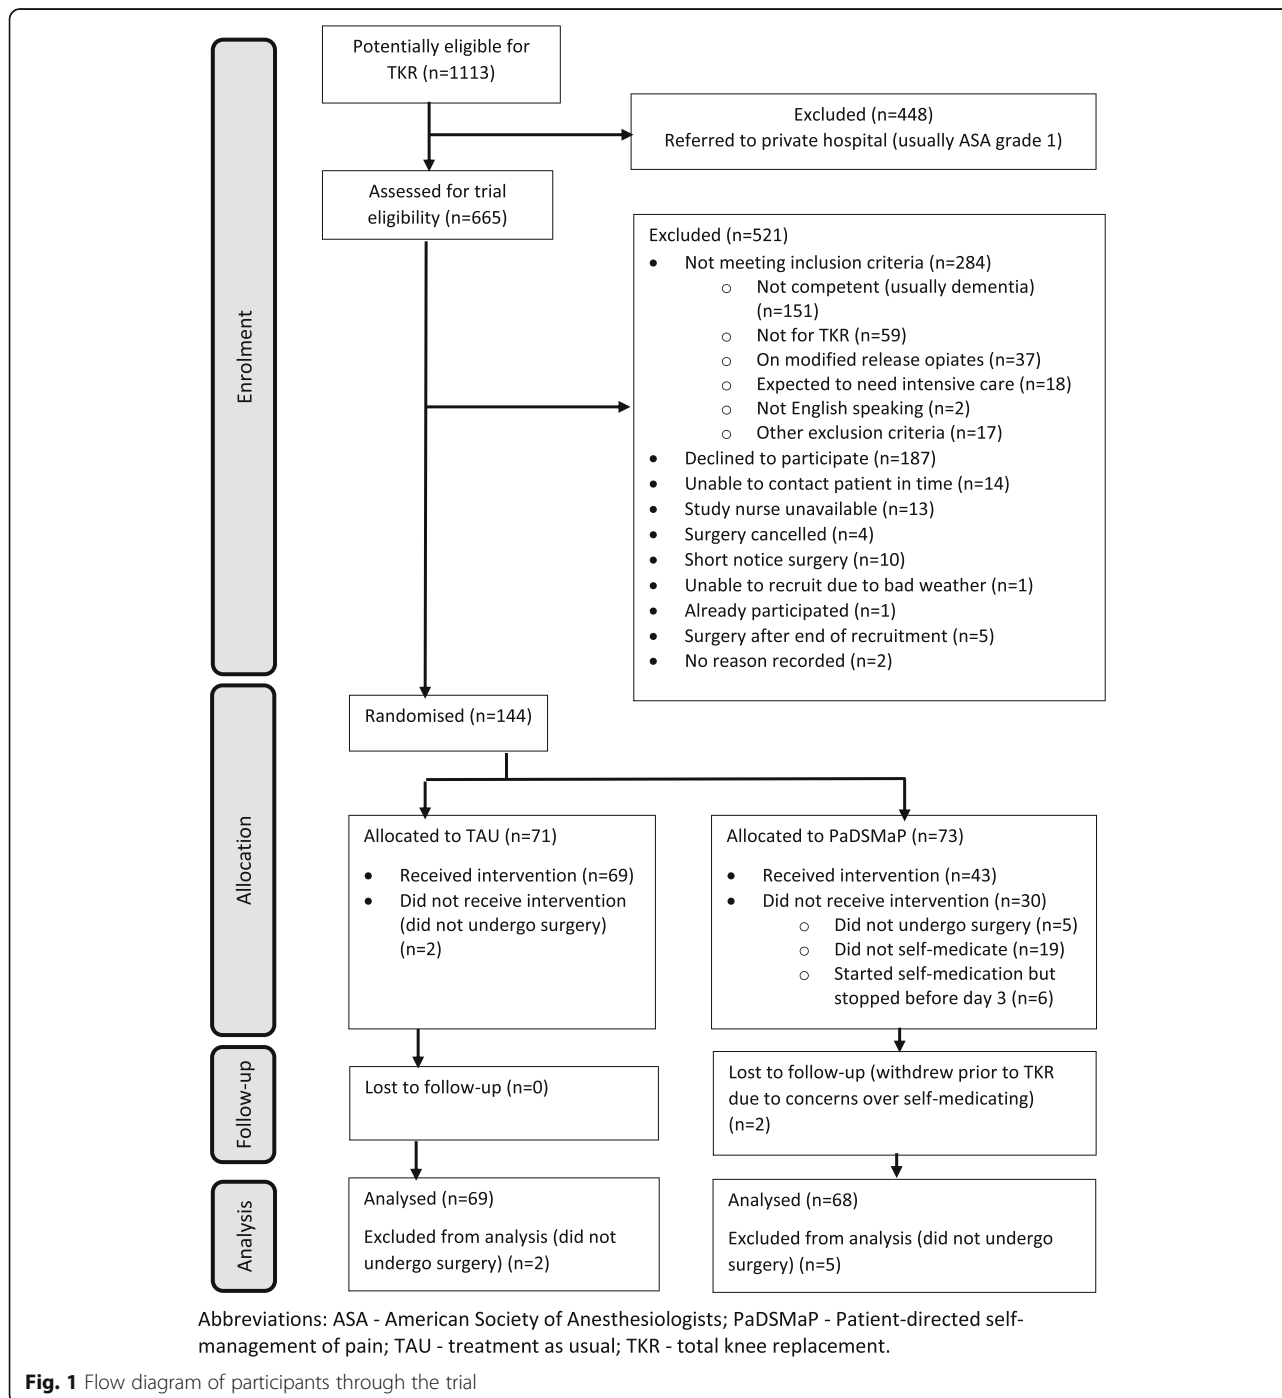 Potentially eligible for
TKR (n=1113)
Excluded (n=448)
Referred to private hospital (usually ASA grade 1)
Assessed for trial
eligibility (n=665)
Enrolment
Excluded (n=521)
• Not meeting inclusion criteria (n=284)
o Not competent (usually dementia)
(n=151)
o Not for TKR (n=59)
o On modified release opiates (n=37)
o Expected to need intensive care (n=18)
o Not English speaking (n=2)
o Other exclusion criteria (n=17)
• Declined to participate (n=187)
• Unable to contact patient in time (n=14)
• Study nurse unavailable (n=13)
• Surgery cancelled (n=4)
• Short notice surgery (n=10)
• Unable to recruit due to bad weather (n=1)
• Already participated (n=1)
• Surgery after end of recruitment (n=5)
• No reason recorded (n=2)
Randomised (n=144)
Allocation
Allocated to TAU (n=71)
• Received intervention (n=69)
• Did not receive intervention
(did not undergo surgery)
(n=2)
Allocated to PaDSMaP (n=73)
• Received intervention (n=43)
• Did not receive intervention (n=30)
o Did not undergo surgery (n=5)
o Did not self-medicate (n=19)
o Started self-medication but
stopped before day 3 (n=6)
Follow-up
Lost to follow-up (n=0)
Lost to follow-up (withdrew prior to TKR
due to concerns over self-medicating)
(n=2)
Analysis
Analysed (n=69)
Excluded from analysis (did not
undergo surgery) (n=2)
Analysed (n=68)
Excluded from analysis (did not undergo
surgery) (n=5)
Abbreviations: ASA - American Society of Anesthesiologists; PaDSMaP - Patient-directed self-
management of pain; TAU - treatment as usual; TKR - total knee replacement.
Fig. 1 Flow diagram of participants through the trial